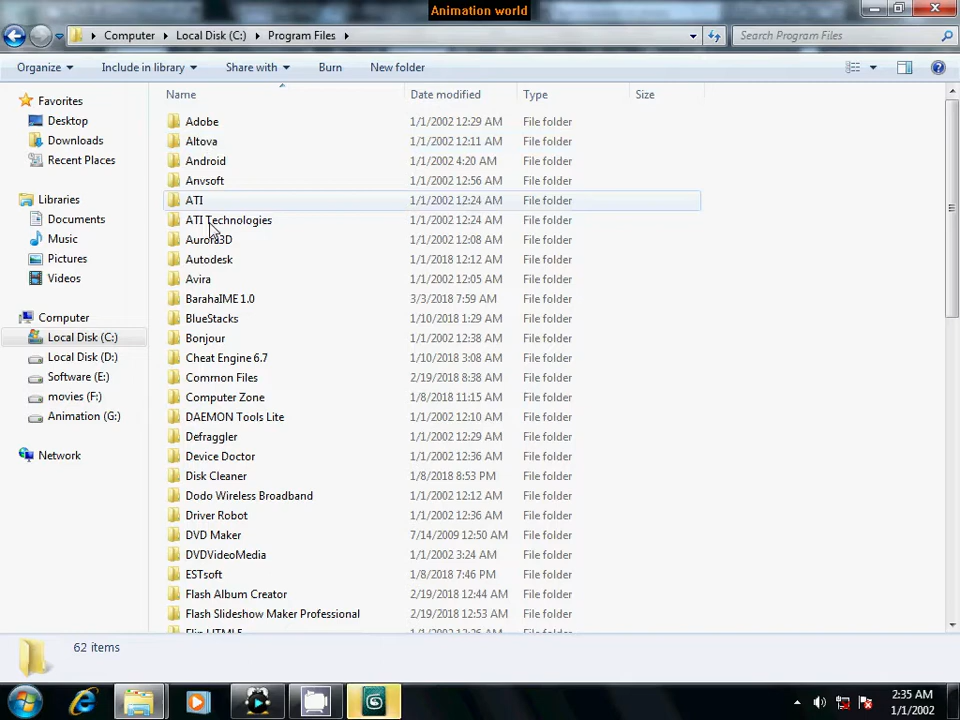 Animation world
Computer Local Disk (C:) Program Files Search Program Files
Organize Include in library Share with Burn New folder
Name Date modified Type Size
Favorites
Desktop
Downloads
Recent Places
Libraries
Documents
Music
Pictures
Videos
Computer
Local Disk (C:)
Local Disk (D:)
Software (E:)
movies (F:)
Animation (G:)
Network
Adobe 1/1/2002 12:29 AM File folder
Altova 1/1/2002 12:11 AM File folder
Android 1/1/2002 4:20 AM File folder
Anvsoft 1/1/2002 12:56 AM File folder
ATI 1/1/2002 12:24 AM File folder
ATI Technologies 1/1/2002 12:24 AM File folder
Aurora3D 1/1/2002 12:08 AM File folder
Autodesk 1/1/2018 12:12 AM File folder
Avira 1/1/2002 12:05 AM File folder
BarahaIME 1.0 3/3/2018 7:59 AM File folder
BlueStacks 1/10/2018 1:29 AM File folder
Bonjour 1/1/2002 12:38 AM File folder
Cheat Engine 6.7 1/10/2018 3:08 AM File folder
Common Files 2/19/2018 8:38 AM File folder
Computer Zone 1/8/2018 11:15 AM File folder
DAEMON Tools Lite 1/1/2002 12:10 AM File folder
Defraggler 1/1/2002 12:29 AM File folder
Device Doctor 1/1/2002 12:36 AM File folder
Disk Cleaner 1/8/2018 8:53 PM File folder
Dodo Wireless Broadband 1/1/2002 12:12 AM File folder
Driver Robot 1/1/2002 12:36 AM File folder
DVD Maker 7/14/2009 12:50 AM File folder
DVDVideoMedia 1/1/2002 3:24 AM File folder
ESTsoft 1/8/2018 7:46 PM File folder
Flash Album Creator 2/19/2018 12:44 AM File folder
Flash Slideshow Maker Professional 2/19/2018 12:53 AM File folder
62 items
2:35 AM
1/1/2002